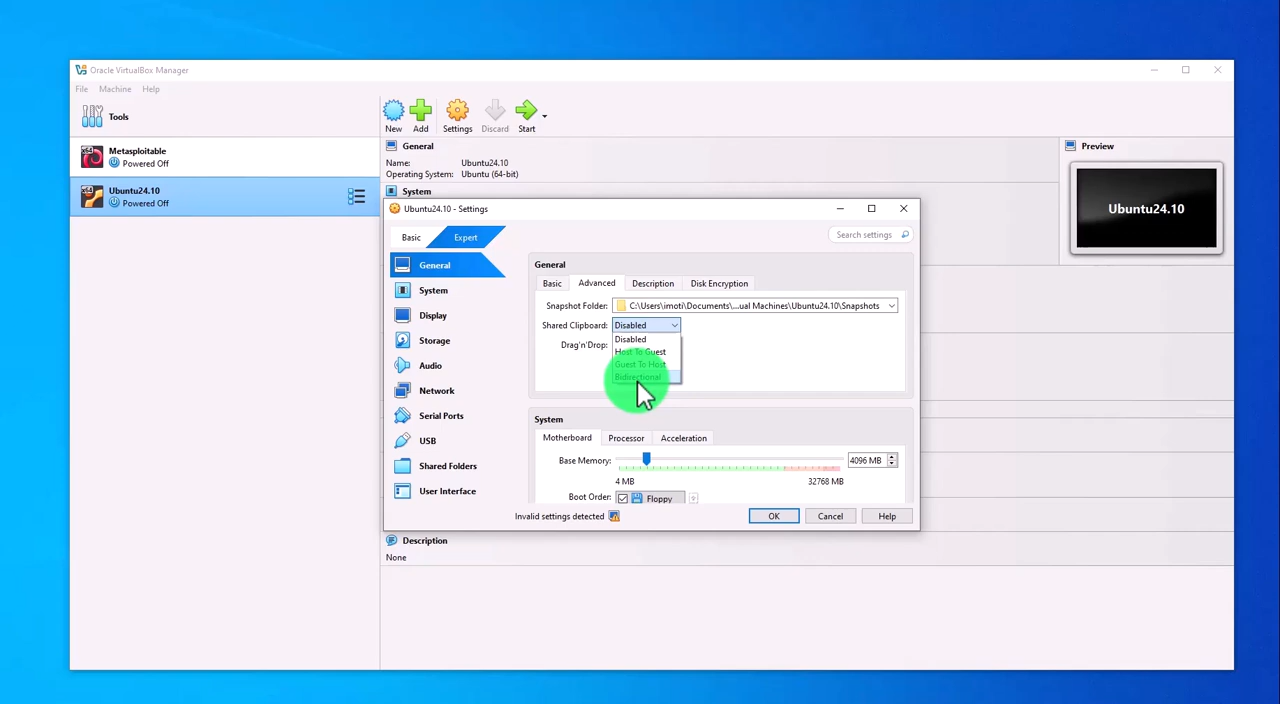 Oracle VirtualBox Manager
File Machine Help
Tools
New Add Settings Discard Start
Metasploitable
Powered Off
Ubuntu24.10
Powered Off
General
Name: Ubuntu24.10
Operating System: Ubuntu (64-bit)
System
Preview
Ubuntu24.10
Ubuntu24.10 - Settings
Basic Expert
Search settings
General
System
Display
Storage
Audio
Network
Serial Ports
USB
Shared Folders
User Interface
General
Basic Advanced Description Disk Encryption
Snapshot Folder: C:\Users\imoti\Documents\...ual Machines\Ubuntu24.10\Snapshots
Shared Clipboard: Disabled
Disabled
Drag'n'Drop:
Host To Guest
Guest To Host
Bidirectional
System
Motherboard Processor Acceleration
Base Memory: 4096 MB
4 MB 32768 MB
Boot Order: Floppy
Invalid settings detected
OK Cancel Help
Description
None